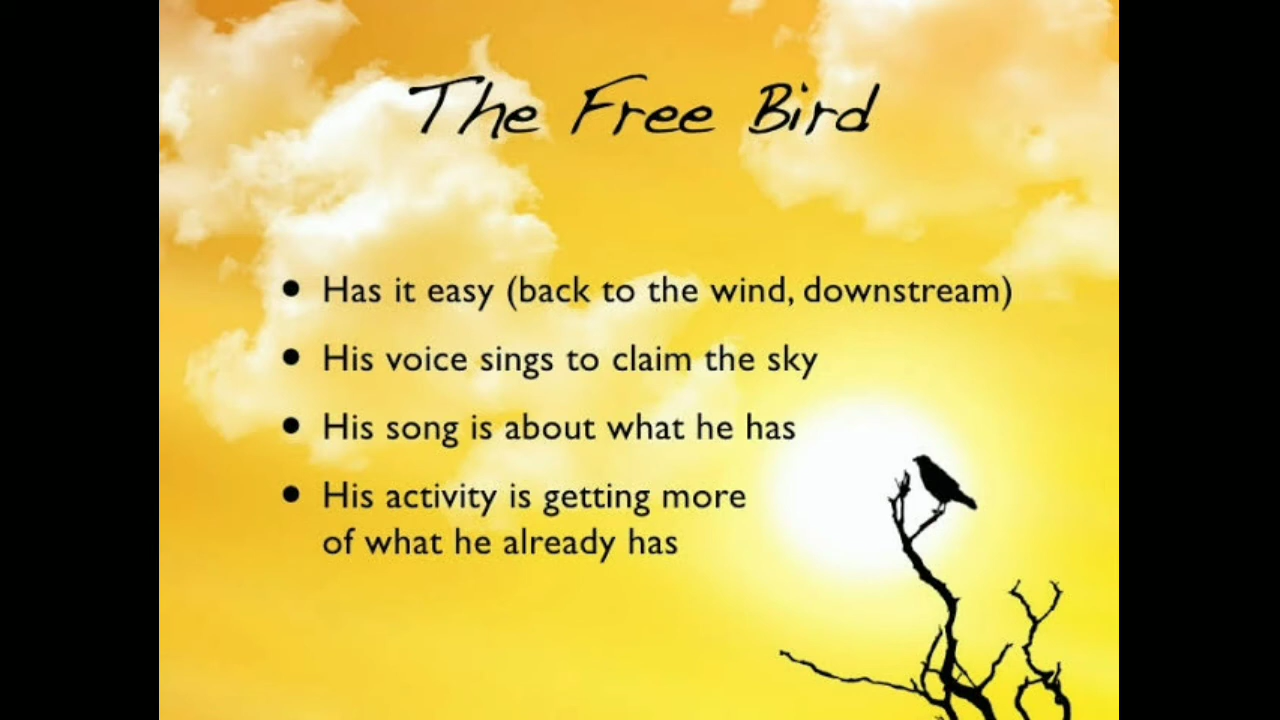 The Free Bird
• Has it easy (back to the wind, downstream)
• His voice sings to claim the sky
• His song is about what he has
• His activity is getting more
of what he already has